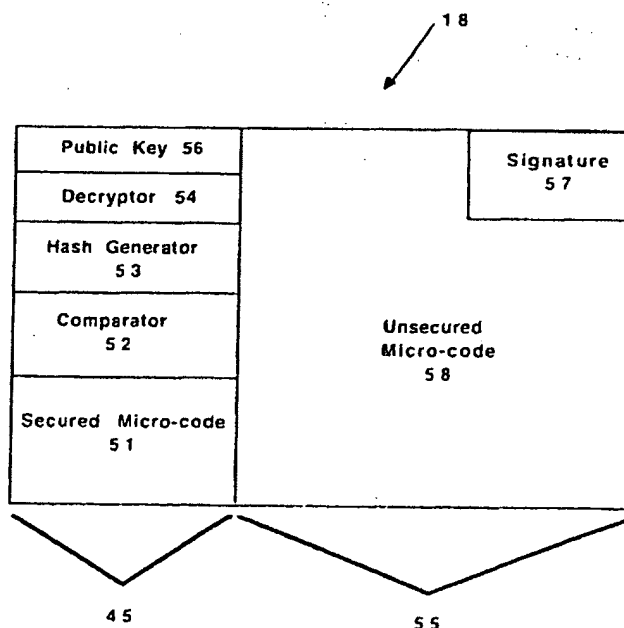 18
Public Key 56
Decryptor 54
Hash Generator
53
Comparator
52
Secured Micro-code
51
Signature
57
Unsecured
Micro-code
58
45
55